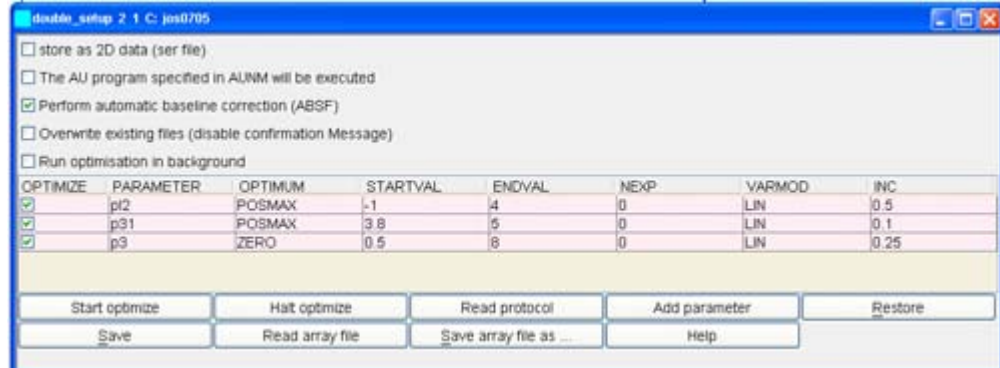 double_setup 2 1 C: jos0705
store as 2D data (ser file)
The AU program specified in AUNM will be executed
Perform automatic baseline correction (ABSF)
Overwrite existing files (disable confirmation Message)
Run optimisation in background
OPTIMIZE PARAMETER OPTIMUM STARTVAL ENDVAL NEXP VARMOD INC
pl2 POSMAX -1 4 0 LIN 0.5
p31 POSMAX 3.8 5 0 LIN 0.1
p3 ZERO 0.5 8 0 LIN 0.25
Start optimize Halt optimize Read protocol Add parameter Restore
Save Read array file Save array file as ... Help